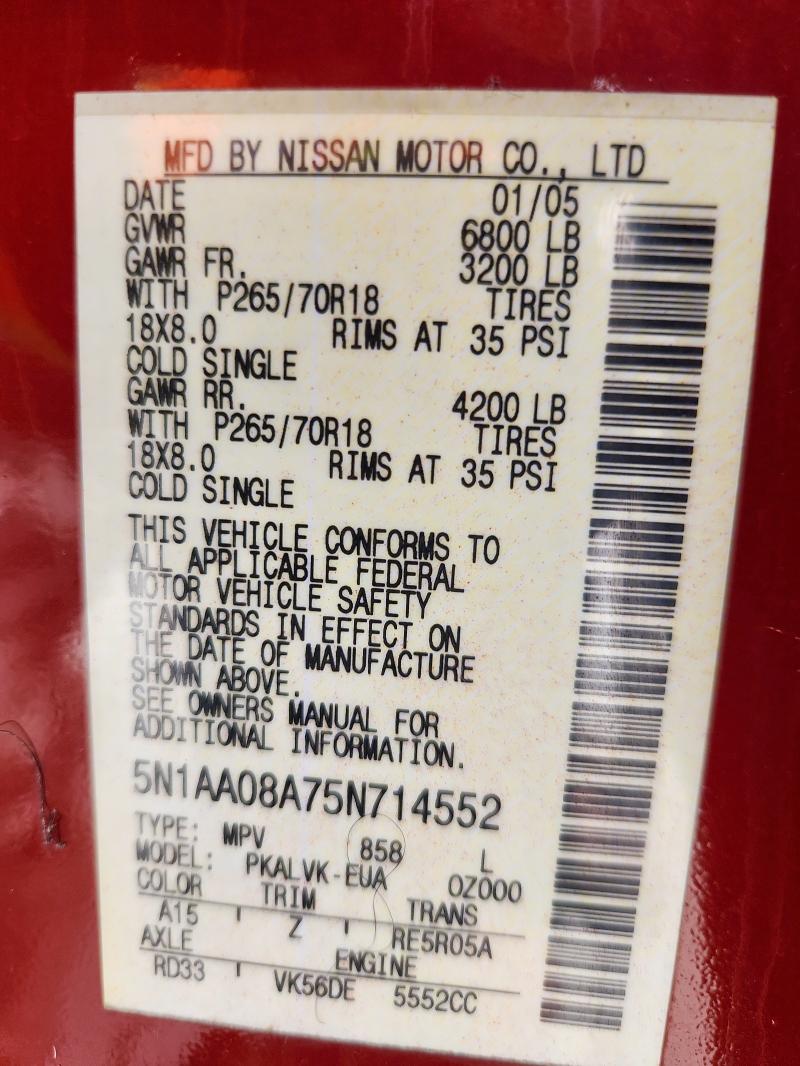 MFD BY NISSAN MOTOR CO., LTD
DATE 01/05
GVWR 6800 LB
GAWR FR. 3200 LB
WITH P265/70R18 TIRES
18X8.0 RIMS AT 35 PSI
COLD SINGLE
GAWR RR. 4200 LB
WITH P265/70R18 TIRES
18X8.0 RIMS AT 35 PSI
COLD SINGLE
THIS VEHICLE CONFORMS TO
ALL APPLICABLE FEDERAL
MOTOR VEHICLE SAFETY
STANDARDS IN EFFECT ON
THE DATE OF MANUFACTURE
SHOWN ABOVE.
SEE OWNERS MANUAL FOR
ADDITIONAL INFORMATION.
5N1AA08A75N714552
TYPE: MPV 858 L
MODEL: PKALVK-EUA 0Z000
COLOR TRIM TRANS
A15 Z RE5R05A
AXLE ENGINE
RD33 VK56DE 5552CC